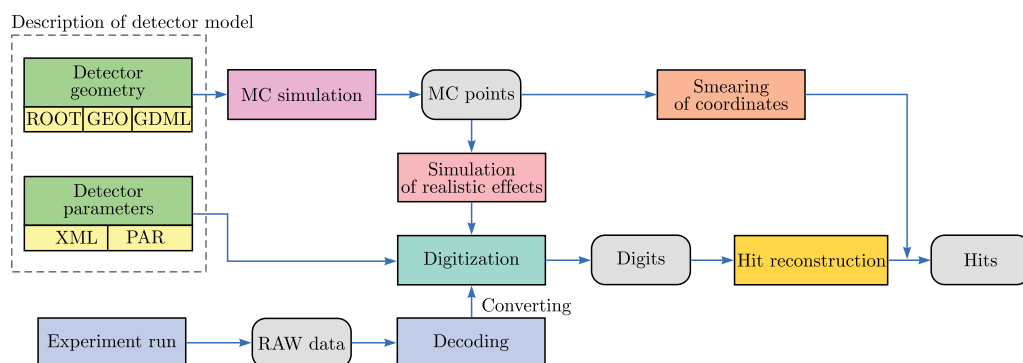 Description of detector model
Detector
geometry
ROOT GEO GDML
MC simulation
MC points
Smearing
of coordinates
Simulation
of realistic effects
Detector
parameters
XML PAR
Digitization
Digits
Hit reconstruction
Hits
Converting
Experiment run
RAW data
Decoding